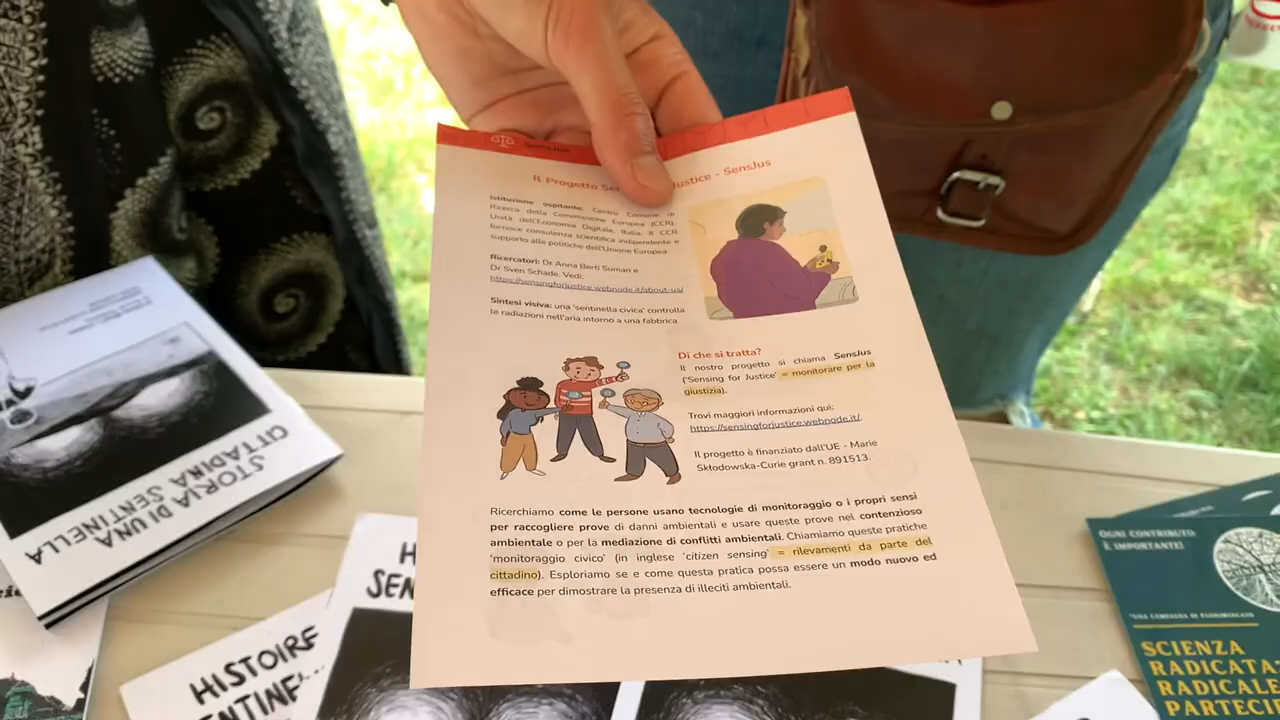 SensJus
IL Progetto Sen Justice - SensJus
Istituzione ospitante: Centro Comune di
Ricerca della Commissione Europea (CCR),
Unità dell'Economia Digitale, Italia. Il CCR
fornisce consulenza scientifica indipendente e
supporto alle politiche dell'Unione Europea.
Ricercatori: Dr Anna Berti Suman e
Dr Sven Schade. Vedi:
https://sensingforjustice.webnode.it/about-us/
Sintesi visiva: una 'sentinella civica' controlla
le radiazioni nell'aria intorno a una fabbrica
Di che si tratta?
Il nostro progetto si chiama SensJus
('Sensing for Justice' = monitorare per la
giustizia).
Trovi maggiori informazioni qui:
https://sensingforjustice.webnode.it/.
Il progetto è finanziato dall'UE - Marie
Skłodowska-Curie grant n. 891513.
Ricerchiamo come le persone usano tecnologie di monitoraggio o i propri sensi
per raccogliere prove di danni ambientali e usare queste prove nel contenzioso
ambientale o per la mediazione di conflitti ambientali. Chiamiamo queste pratiche
'monitoraggio civico' (in inglese 'citizen sensing' = rilevamenti da parte del
cittadino). Esploriamo se e come questa pratica possa essere un modo nuovo ed
efficace per dimostrare la presenza di illeciti ambientali.
STORIA DI UNA
CITTADINA SENTINELLA
H
SEN
HISTOIRE
ENTINE...
OGNI CONTRIBUTO
È IMPORTANTE!
*UNA CAMPAGNA DI
SCIENZA
RADICATA
RADICALE
PARTECI